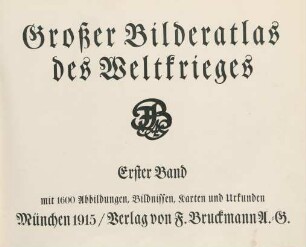 Großer Bilderatlas
des Weltkrieges
Erster Band
mit 1600 Abbildungen, Bildnissen, Karten und Urkunden
München 1915 / Verlag von F. Bruckmann A.-G.